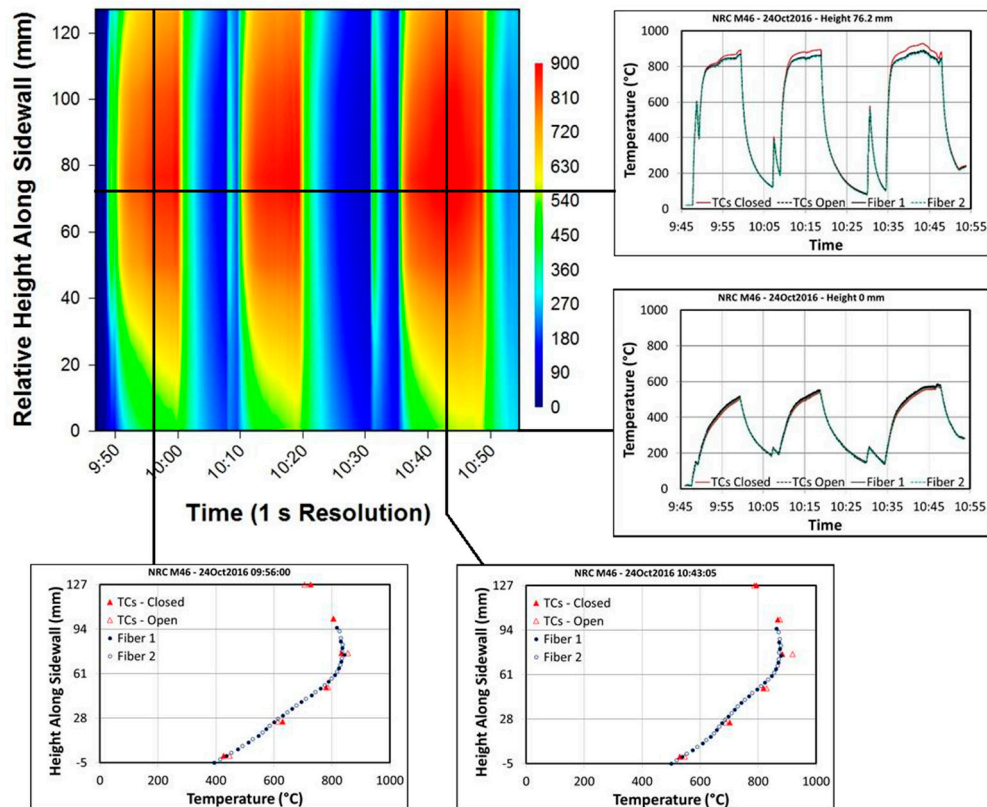 Relative Height Along Sidewall (mm)
120
100
80
60
40
20
0
9:50
10:00
10:10
10:20
10:30
10:40
10:50
Time (1 s Resolution)
900
810
720
630
540
450
360
270
180
90
0
NRC M46 - 24Oct2016 - Height 76.2 mm
Temperature (°C)
1000
800
600
400
200
0
TCs Closed TCs Open Fiber 1 Fiber 2
9:45 9:55 10:05 10:15 10:25 10:35 10:45 10:55
Time
NRC M46 - 24Oct2016 - Height 0 mm
Temperature (°C)
1000
800
600
400
200
0
TCs Closed TCs Open Fiber 1 Fiber 2
9:45 9:55 10:05 10:15 10:25 10:35 10:45 10:55
Time
NRC M46 - 24Oct2016 09:56:00
Height Along Sidewall (mm)
127
94
61
28
-5
TCs - Closed
TCs - Open
Fiber 1
Fiber 2
0 200 400 600 800 1000
Temperature (°C)
NRC M46 - 24Oct2016 10:43:05
Height Along Sidewall (mm)
127
94
61
28
-5
TCs - Closed
TCs - Open
Fiber 1
Fiber 2
0 200 400 600 800 1000
Temperature (°C)